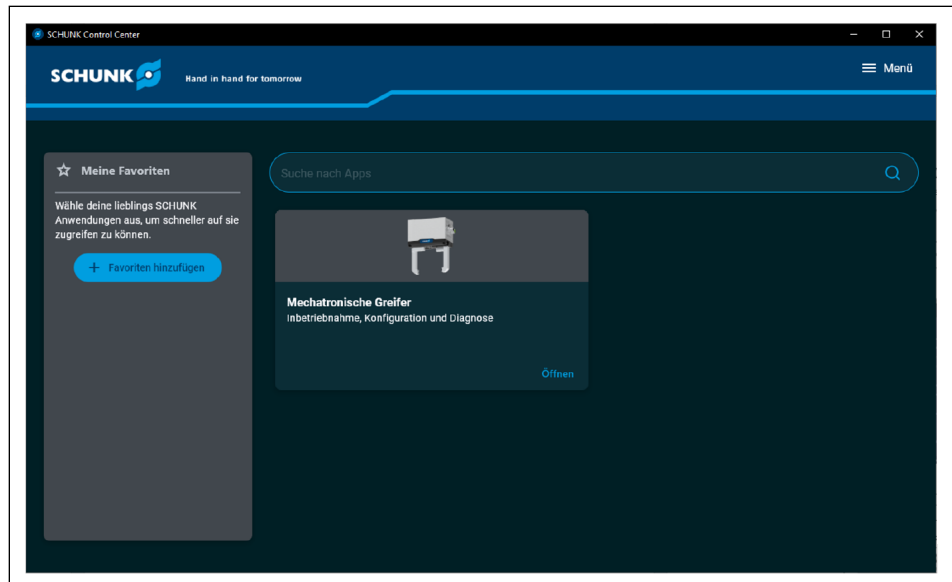 SCHUNK Control Center
SCHUNK
Hand in hand for tomorrow
Menü
Meine Favoriten
Wähle deine lieblings SCHUNK
Anwendungen aus, um schneller auf sie
zugreifen zu können.
+ Favoriten hinzufügen
Suche nach Apps
Mechatronische Greifer
Inbetriebnahme, Konfiguration und Diagnose
Öffnen